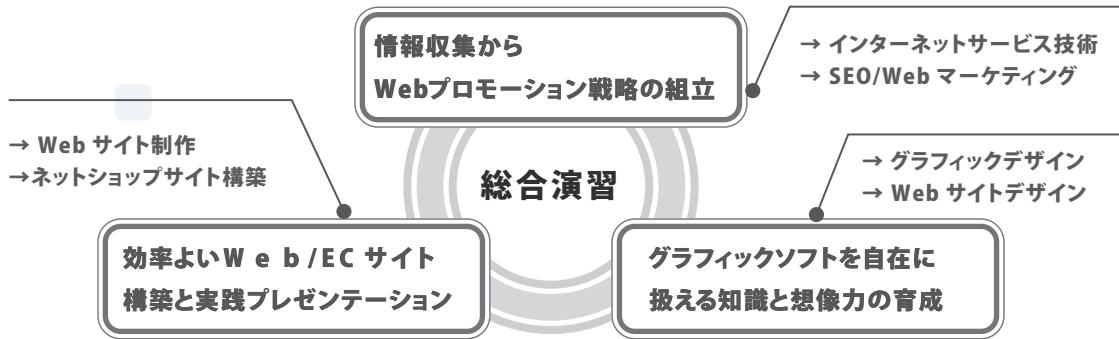 情報収集から
Webプロモーション戦略の組立
→ インターネットサービス技術
→ SEO/Web マーケティング
→ Web サイト制作
→ネットショップサイト構築
総合演習
→ グラフィックデザイン
→ Web サイトデザイン
効率よいW e b /EC サイト
構築と実践プレゼンテーション
グラフィックソフトを自在に
扱える知識と想像力の育成